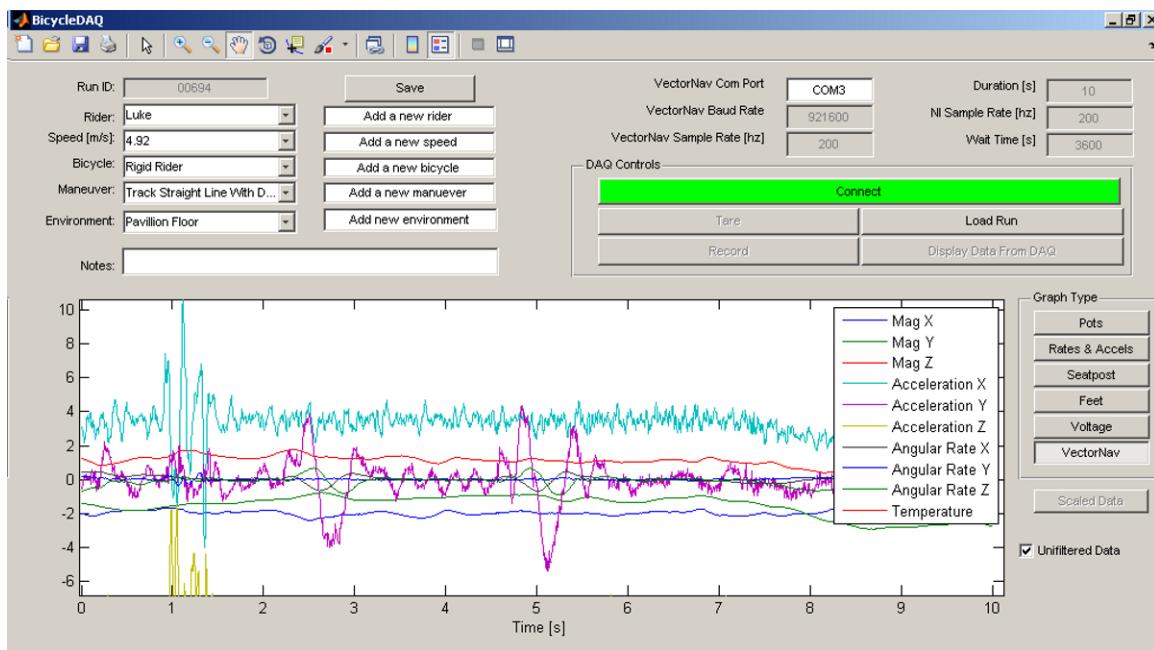 BicycleDAQ
Run ID: 00694
Save
Rider: Luke
Add a new rider
Speed [m/s]: 4.92
Add a new speed
Bicycle: Rigid Rider
Add a new bicycle
Maneuver: Track Straight Line With D...
Add a new manuever
Environment: Pavillion Floor
Add new environment
Notes:
VectorNav Com Port COM3
VectorNav Baud Rate 921600
VectorNav Sample Rate [hz] 200
Duration [s] 10
NI Sample Rate [hz] 200
Wait Time [s] 3600
DAQ Controls
Connect
Tare
Load Run
Record
Display Data From DAQ
10
8
6
4
2
0
-2
-4
-6
0 1 2 3 4 5 6 7 8 9 10
Time [s]
Mag X
Mag Y
Mag Z
Acceleration X
Acceleration Y
Acceleration Z
Angular Rate X
Angular Rate Y
Angular Rate Z
Temperature
Graph Type
Pots
Rates & Accels
Seatpost
Feet
Voltage
VectorNav
Scaled Data
Unfiltered Data